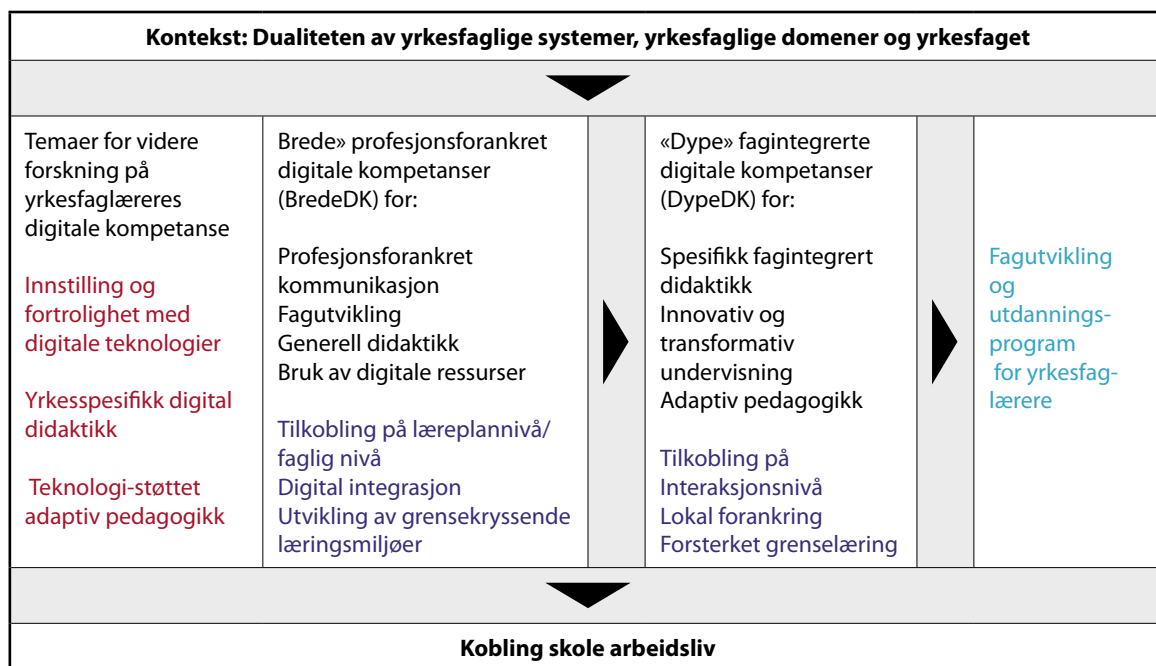 Kontekst: Dualiteten av yrkesfaglige systemer, yrkesfaglige domener og yrkesfaget
Temaer for videre
forskning på
yrkesfaglæreres
digitale kompetanse
Innstilling og
fortrolighet med
digitale teknologier
Yrkesspesifikk digital
didaktikk
Teknologi-støttet
adaptiv pedagogikk
Brede» profesjonsforankret
digitale kompetanser
(BredeDK) for:
Profesjonsforankret
kommunikasjon
Fagutvikling
Generell didaktikk
Bruk av digitale ressurser
Tilkobling på læreplannivå/
faglig nivå
Digital integrasjon
Utvikling av grensekryssende
læringsmiljøer
«Dype» fagintegrerte
digitale kompetanser
(DypeDK) for:
Spesifikk fagintegrert
didaktikk
Innovativ og
transformativ
undervisning
Adaptiv pedagogikk
Tilkobling på
Interaksjonsnivå
Lokal forankring
Forsterket grenselæring
Fagutvikling
og
utdannings-
program
for yrkesfag-
lærere
Kobling skole arbeidsliv